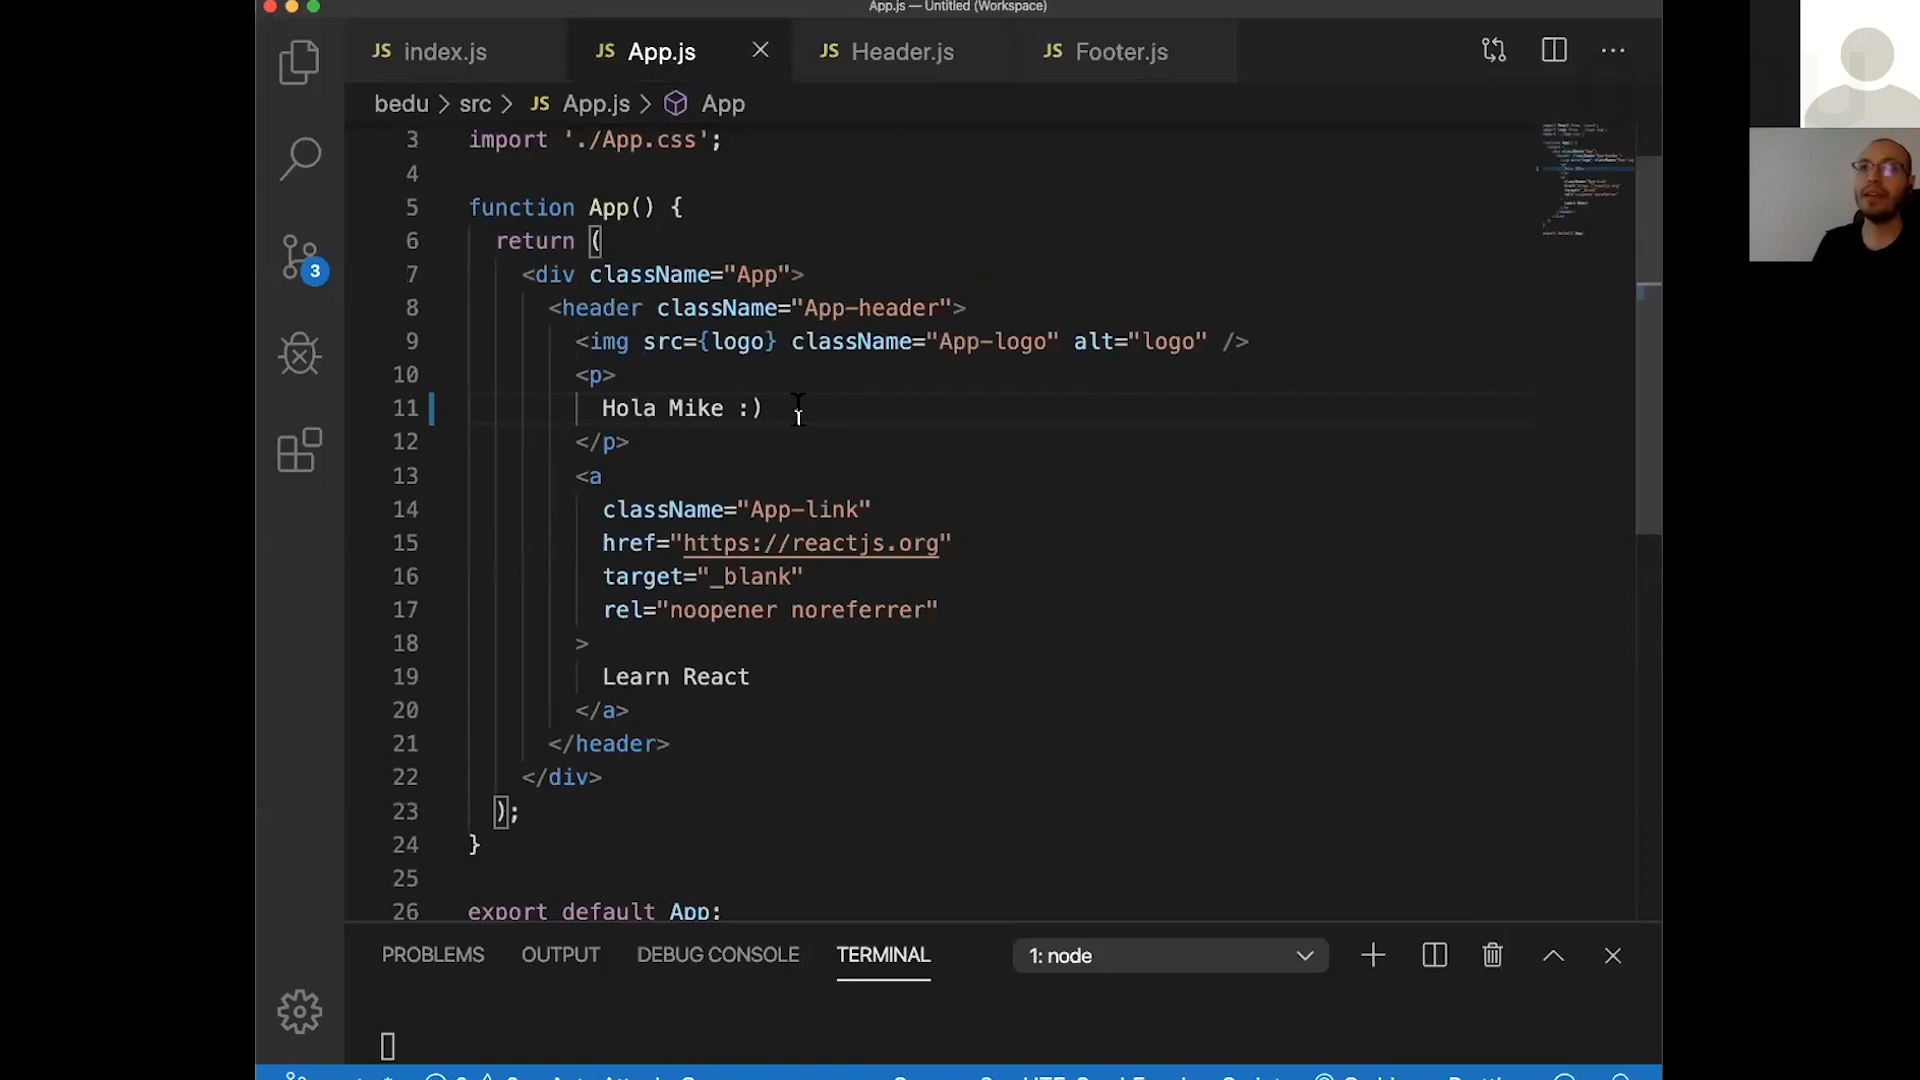 App.js — Untitled (Workspace)
JS index.js JS App.js JS Header.js JS Footer.js
bedu > src > JS App.js > App
3 import './App.css';
4
5 function App() {
6 return (
7 <div className="App">
8 <header className="App-header">
9 <img src={logo} className="App-logo" alt="logo" />
10 <p>
11 Hola Mike :)
12 </p>
13 <a
14 className="App-link"
15 href="https://reactjs.org"
16 target="_blank"
17 rel="noopener noreferrer"
18 >
19 Learn React
20 </a>
21 </header>
22 </div>
23 );
24 }
25
26 export default App;
3
PROBLEMS OUTPUT DEBUG CONSOLE TERMINAL 1: node